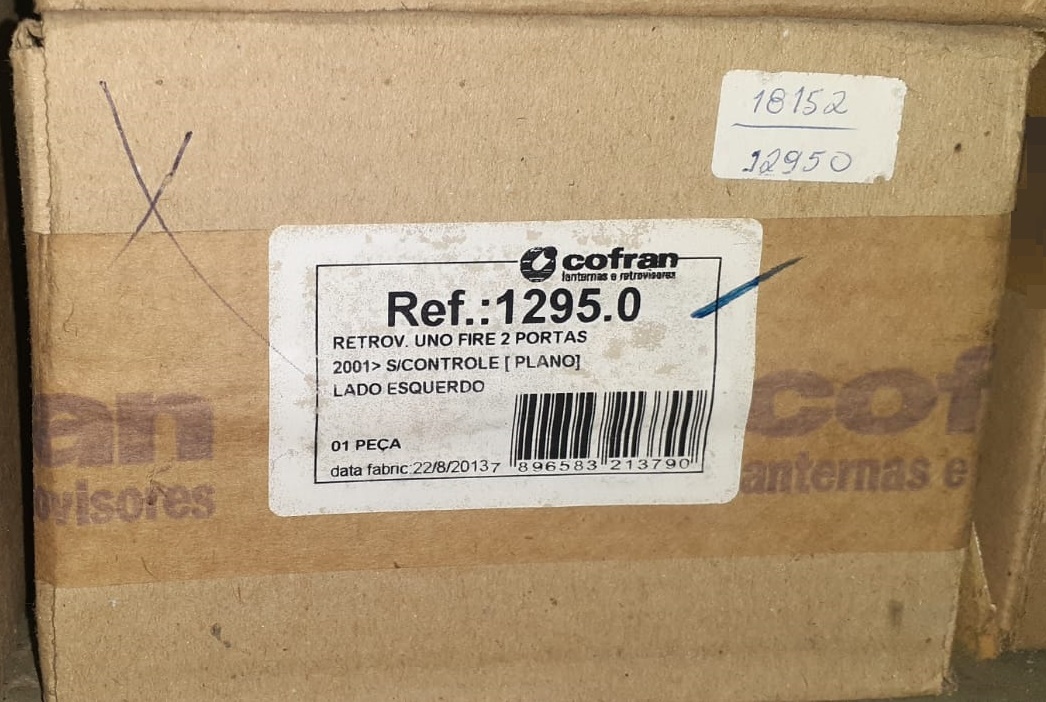 18152
12950
cofran
lanternas e retrovisores
Ref.:1295.0
RETROV. UNO FIRE 2 PORTAS
2001> S/CONTROLE [ PLANO]
LADO ESQUERDO
01 PEÇA
data fabric:22/8/2013
7 896583 213790
an
ovisores
cof
anternas e